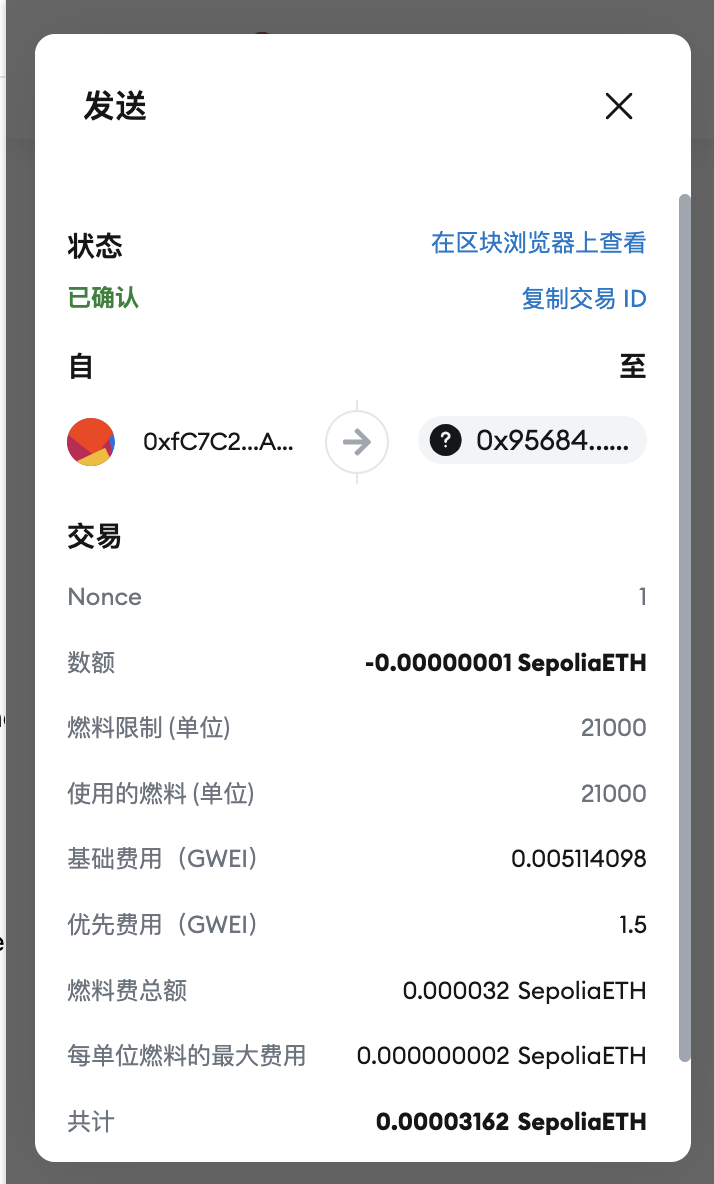 发送
状态 在区块浏览器上查看
已确认 复制交易 ID
自 至
0xfC7C2...A... ? 0x95684......
交易
Nonce 1
数额 -0.00000001 SepoliaETH
燃料限制 (单位) 21000
使用的燃料 (单位) 21000
基础费用（GWEI） 0.005114098
优先费用（GWEI） 1.5
燃料费总额 0.000032 SepoliaETH
每单位燃料的最大费用 0.000000002 SepoliaETH
共计 0.00003162 SepoliaETH